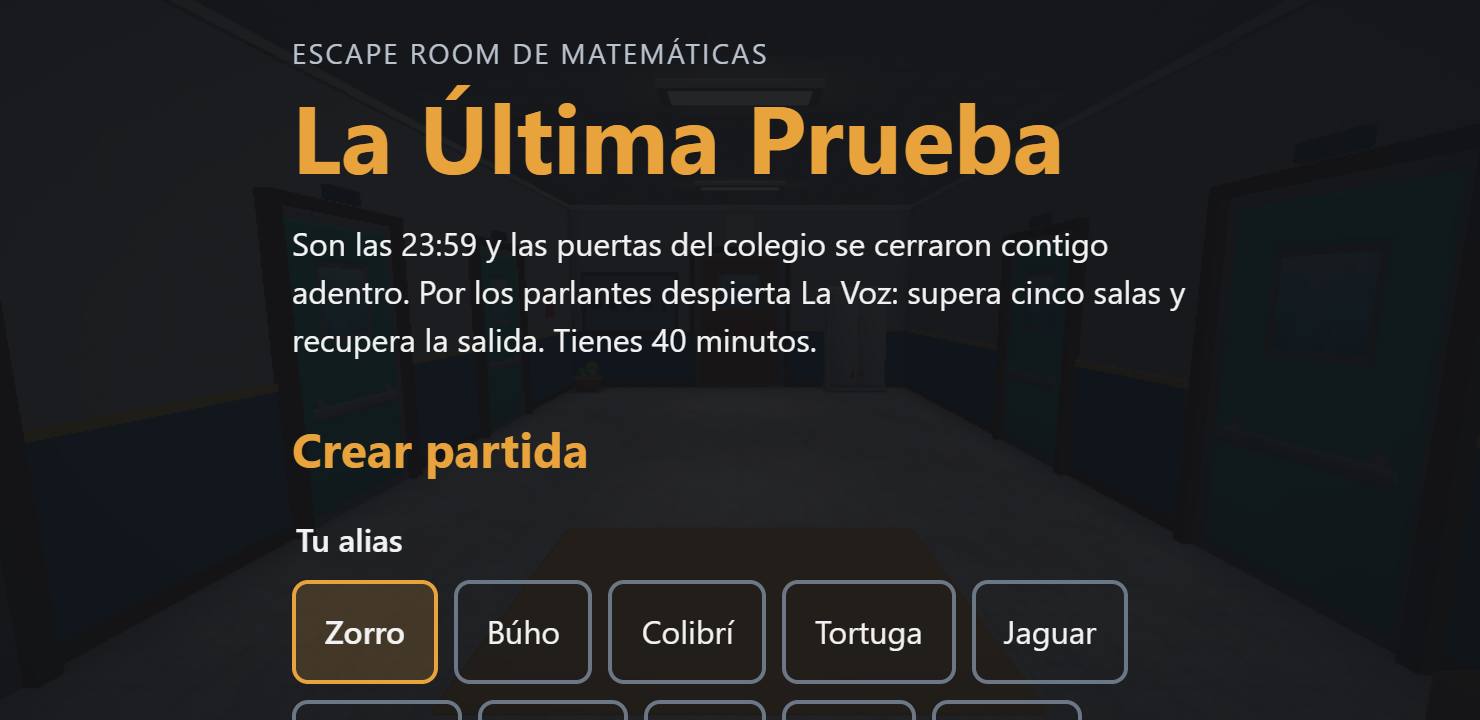 ESCAPE ROOM DE MATEMÁTICAS
La Última Prueba
Son las 23:59 y las puertas del colegio se cerraron contigo
adentro. Por los parlantes despierta La Voz: supera cinco salas y
recupera la salida. Tienes 40 minutos.
Crear partida
Tu alias
Zorro Búho Colibrí Tortuga Jaguar